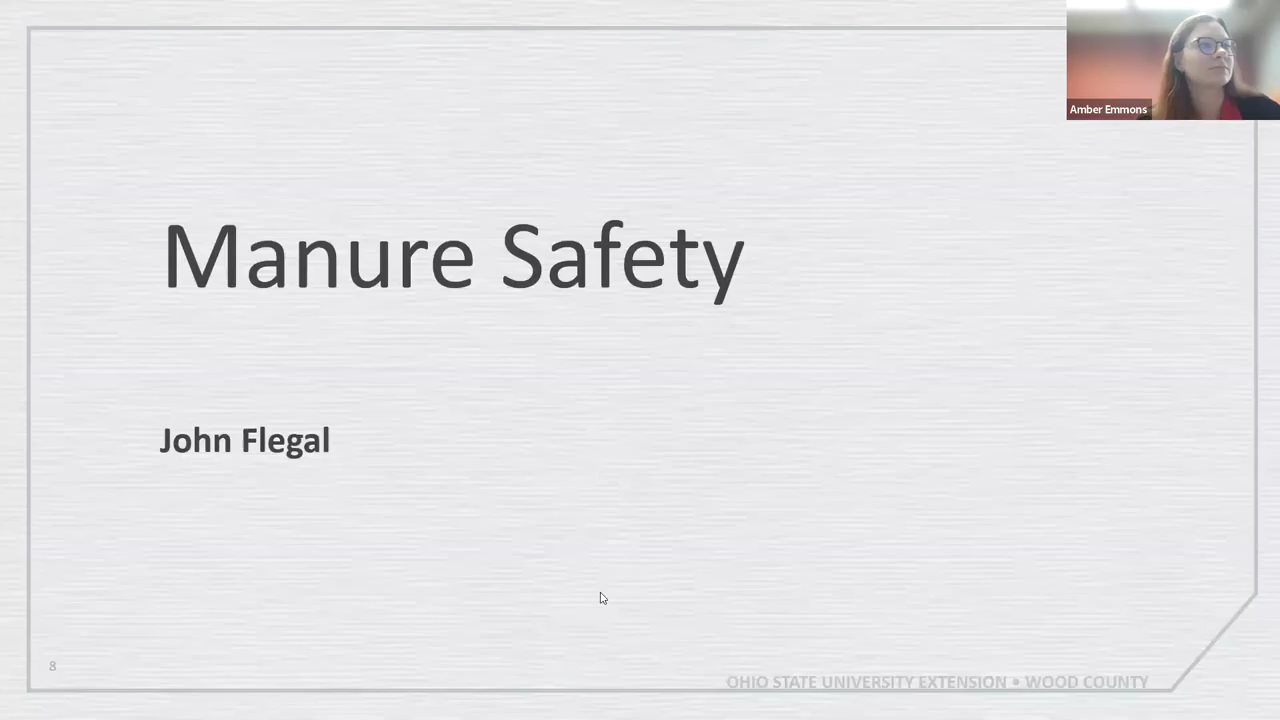 Amber Emmons
Manure Safety
John Flegal
8
OHIO STATE UNIVERSITY EXTENSION • WOOD COUNTY